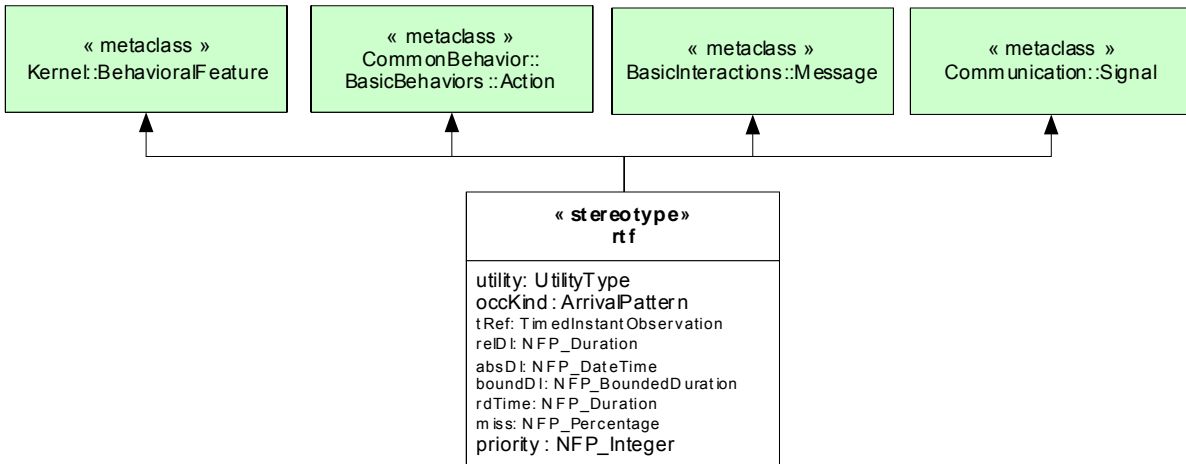 « metaclass »
Kernel::BehavioralFeature
« metaclass »
CommonBehavior::
BasicBehaviors::Action
« metaclass »
BasicInteractions::Message
« metaclass »
Communication::Signal
« stereotype»
rtf
utility: UtilityType
occKind : ArrivalPattern
tRef: TimedInstantObservation
relDl: NFP_Duration
absDl: NFP_DateTime
boundDl: NFP_BoundedDuration
rdTime: NFP_Duration
miss: NFP_Percentage
priority : NFP_Integer